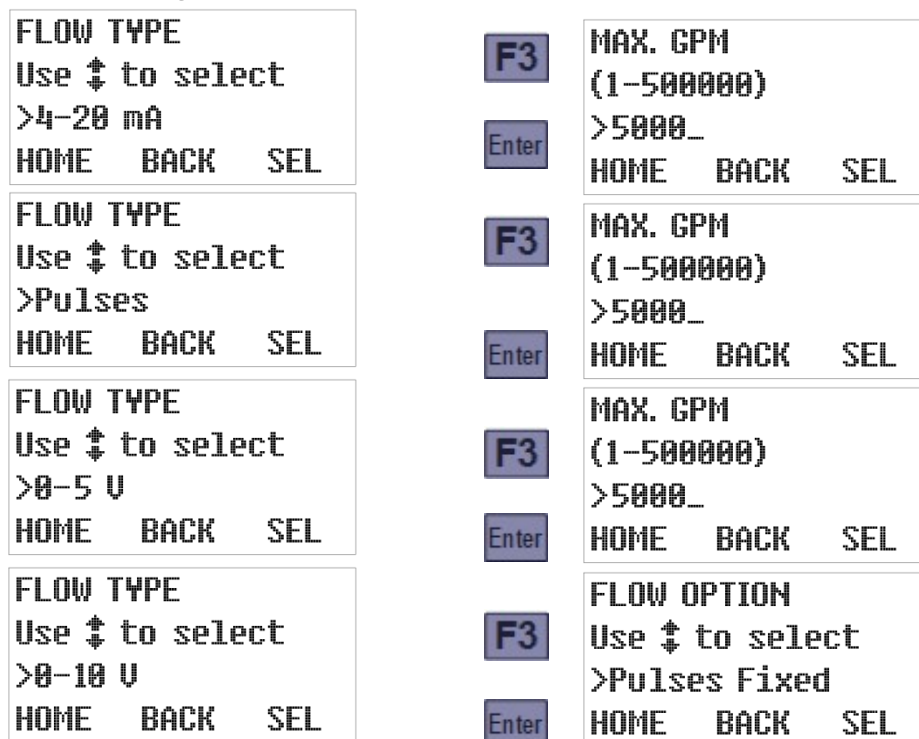 FLOW TYPE
Use ↕ to select
>4-20 mA
HOME BACK SEL
F3
Enter
MAX. GPM
(1-500000)
>5000_
HOME BACK SEL
FLOW TYPE
Use ↕ to select
>Pulses
HOME BACK SEL
F3
Enter
MAX. GPM
(1-500000)
>5000_
HOME BACK SEL
FLOW TYPE
Use ↕ to select
>0-5 V
HOME BACK SEL
F3
Enter
MAX. GPM
(1-500000)
>5000_
HOME BACK SEL
FLOW TYPE
Use ↕ to select
>0-10 V
HOME BACK SEL
F3
Enter
FLOW OPTION
Use ↕ to select
>Pulses Fixed
HOME BACK SEL